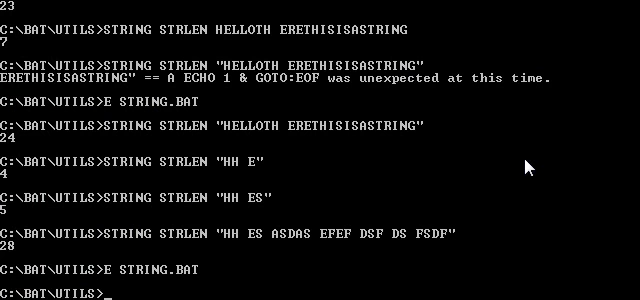 23
C:\BAT\UTILS>STRING STRLEN HELLOTH ERETHISISASTRING
7
C:\BAT\UTILS>STRING STRLEN "HELLOTH ERETHISISASTRING"
ERETHISISASTRING" == A ECHO 1 & GOTO:EOF was unexpected at this time.
C:\BAT\UTILS>E STRING.BAT
C:\BAT\UTILS>STRING STRLEN "HELLOTH ERETHISISASTRING"
24
C:\BAT\UTILS>STRING STRLEN "HH E"
4
C:\BAT\UTILS>STRING STRLEN "HH ES"
5
C:\BAT\UTILS>STRING STRLEN "HH ES ASDAS EFEF DSF DS FSDF"
28
C:\BAT\UTILS>E STRING.BAT
C:\BAT\UTILS>_